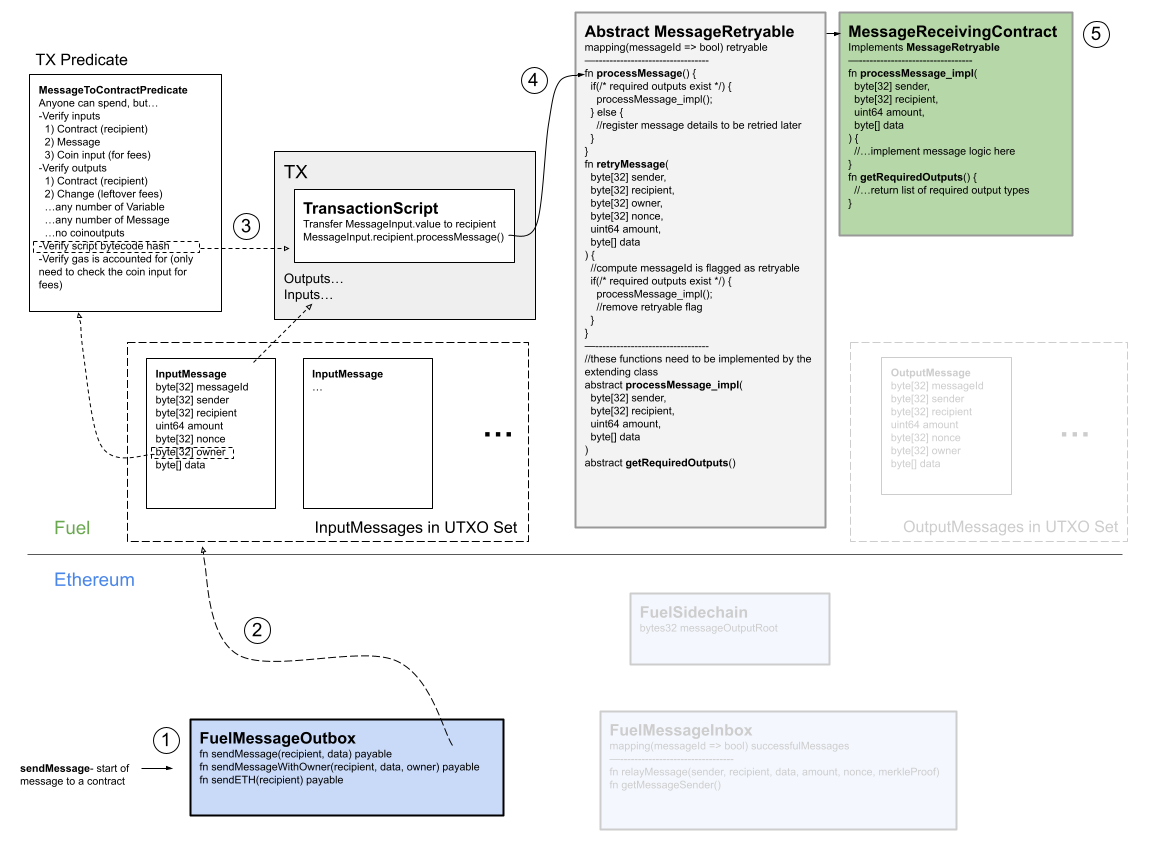 TX Predicate
MessageToContractPredicate
Anyone can spend, but…
-Verify inputs
1) Contract (recipient)
2) Message
3) Coin input (for fees)
-Verify outputs
1) Contract (recipient)
2) Change (leftover fees)
…any number of Variable
…any number of Message
…no coinoutputs
-Verify script bytecode hash
-Verify gas is accounted for (only
need to check the coin input for
fees)
3
TX
TransactionScript
Transfer MessageInput.value to recipient
MessageInput.recipient.processMessage()
Outputs…
Inputs…
4
Abstract MessageRetryable
mapping(messageId => bool) retryable
-----------------------------------
fn processMessage() {
if(/* required outputs exist */) {
processMessage_impl();
} else {
//register message details to be retried later
}
}
fn retryMessage(
byte[32] sender,
byte[32] recipient,
byte[32] owner,
byte[32] nonce,
uint64 amount,
byte[] data
) {
//compute messageId is flagged as retryable
if(/* required outputs exist */) {
processMessage_impl();
//remove retryable flag
}
}
-----------------------------------
//these functions need to be implemented by the
extending class
abstract processMessage_impl(
byte[32] sender,
byte[32] recipient,
uint64 amount,
byte[] data
)
abstract getRequiredOutputs()
MessageReceivingContract
Implements MessageRetryable
-----------------------------------
fn processMessage_impl(
byte[32] sender,
byte[32] recipient,
uint64 amount,
byte[] data
) {
//…implement message logic here
}
fn getRequiredOutputs() {
//…return list of required output types
}
5
InputMessage
byte[32] messageId
byte[32] sender
byte[32] recipient
uint64 amount
byte[32] nonce
byte[32] owner
byte[] data
InputMessage
…
...
InputMessages in UTXO Set
OutputMessage
byte[32] messageId
byte[32] sender
byte[32] recipient
uint64 amount
byte[32] nonce
byte[32] owner
byte[] data
...
OutputMessages in UTXO Set
Fuel
Ethereum
2
FuelSidechain
bytes32 messageOutputRoot
1
sendMessage- start of
message to a contract
FuelMessageOutbox
fn sendMessage(recipient, data) payable
fn sendMessageWithOwner(recipient, data, owner) payable
fn sendETH(recipient) payable
FuelMessageInbox
mapping(messageId => bool) successfulMessages
-----------------------------------
fn relayMessage(sender, recipient, data, amount, nonce, merkleProof)
fn getMessageSender()